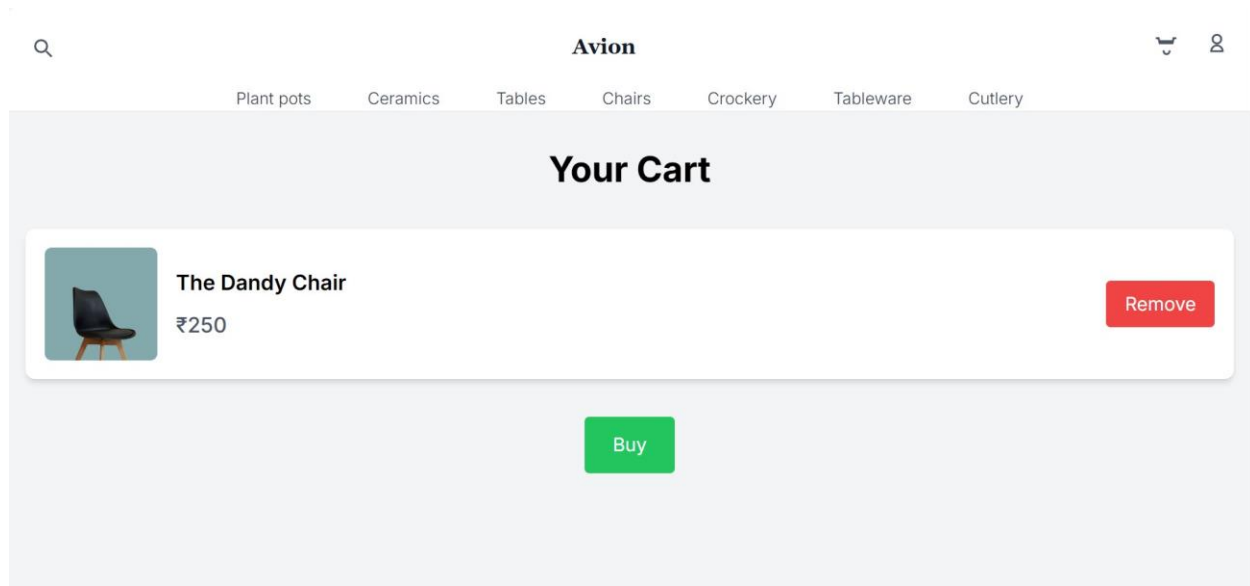 Avion
Plant pots Ceramics Tables Chairs Crockery Tableware Cutlery
Your Cart
The Dandy Chair
₹250
Remove
Buy